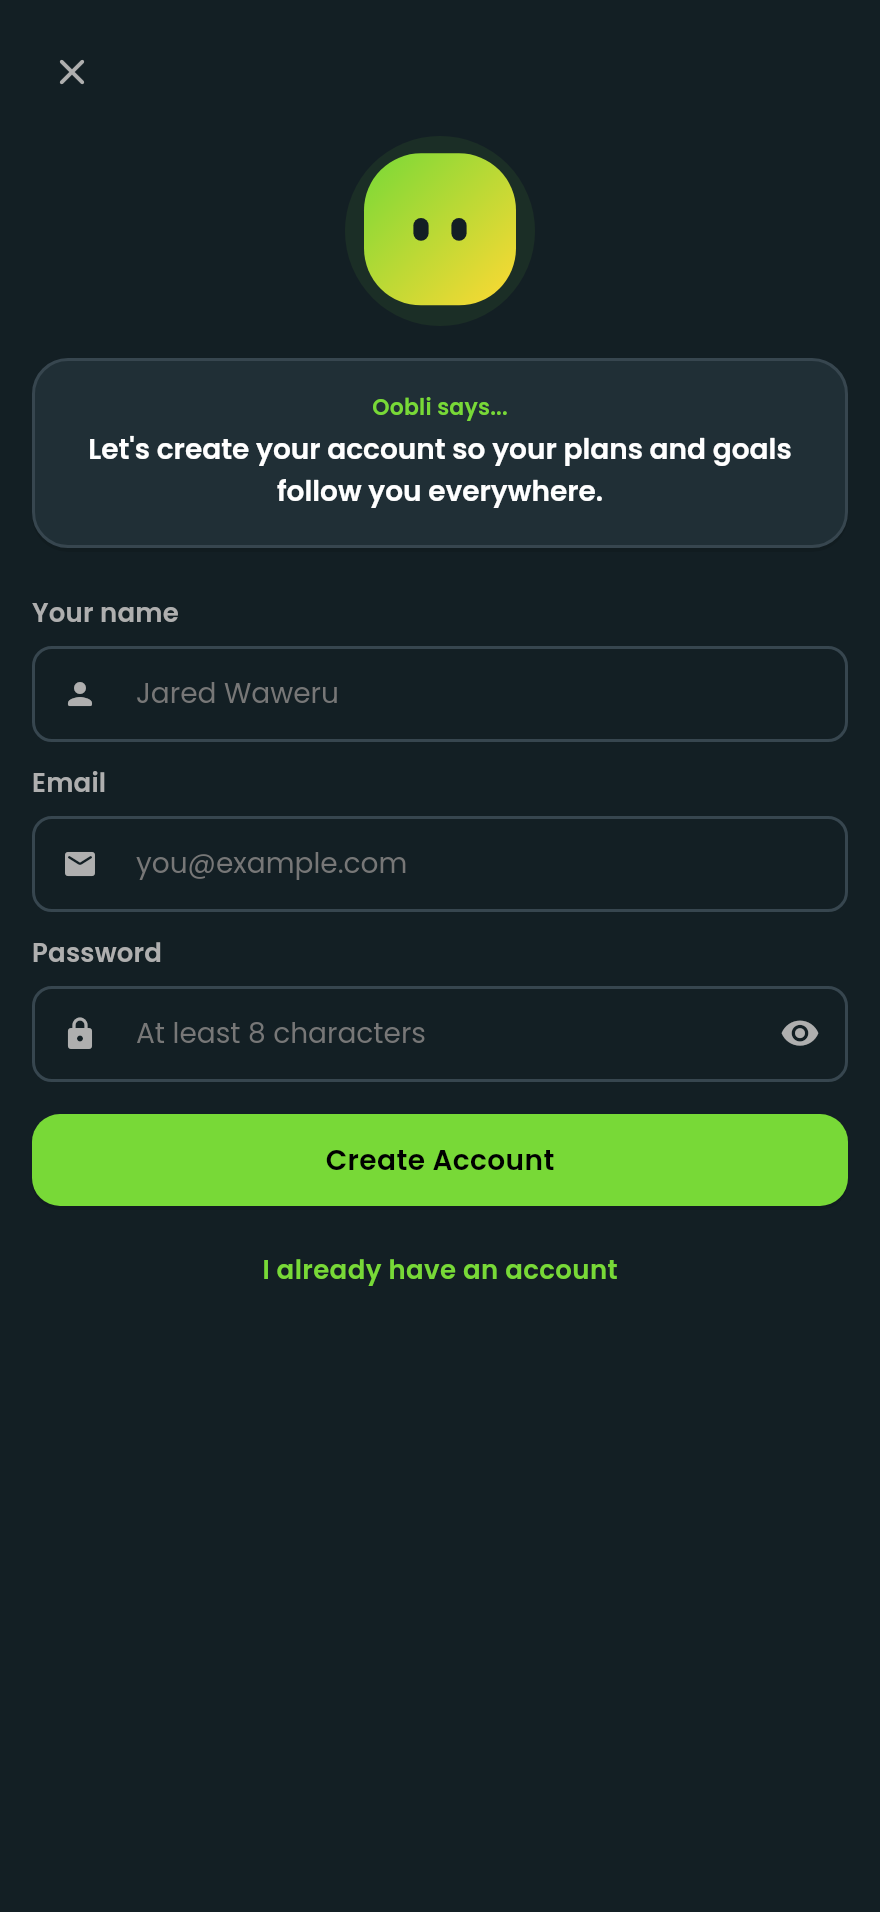 Oobli says...
Let's create your account so your plans and goals
follow you everywhere.
Your name
Jared Waweru
Email
you@example.com
Password
At least 8 characters
Create Account
I already have an account